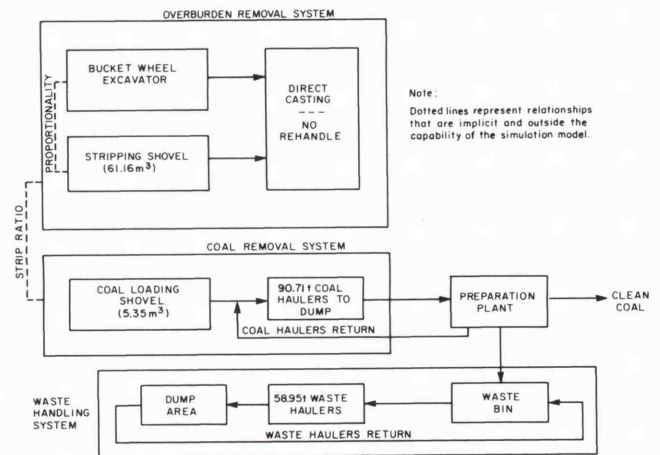 OVERBURDEN REMOVAL SYSTEM
BUCKET WHEEL
EXCAVATOR
PROPORTIONALITY
STRIPPING SHOVEL
(61.16m³)
DIRECT
CASTING
---
NO
REHANDLE
Note:
Dotted lines represent relationships
that are implicit and outside the
capability of the simulation model.
STRIP RATIO
COAL REMOVAL SYSTEM
COAL LOADING
SHOVEL
(5.35m³)
90.71t COAL
HAULERS TO
DUMP
COAL HAULERS RETURN
PREPARATION
PLANT
CLEAN
COAL
WASTE
HANDLING
SYSTEM
DUMP
AREA
58.95t WASTE
HAULERS
WASTE
BIN
WASTE HAULERS RETURN